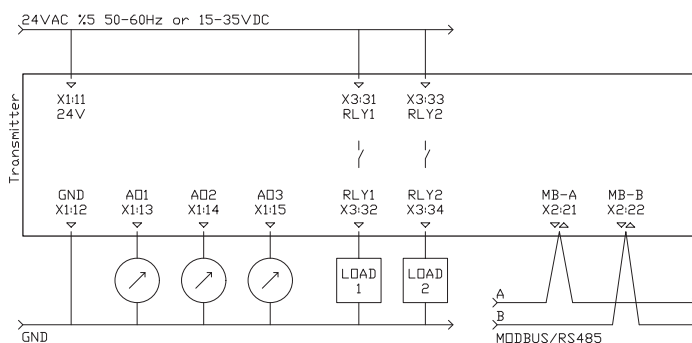 24VAC %5 50-60Hz or 15-35VDC
Transmitter
X1:11 X3:31 X3:33
24V RLY1 RLY2
GND AO1 AO2 AO3 RLY1 RLY2 MB-A MB-B
X1:12 X1:13 X1:14 X1:15 X3:32 X3:34 X2:21 X2:22
LOAD LOAD
1 2
A
B
GND MODBUS/RS485